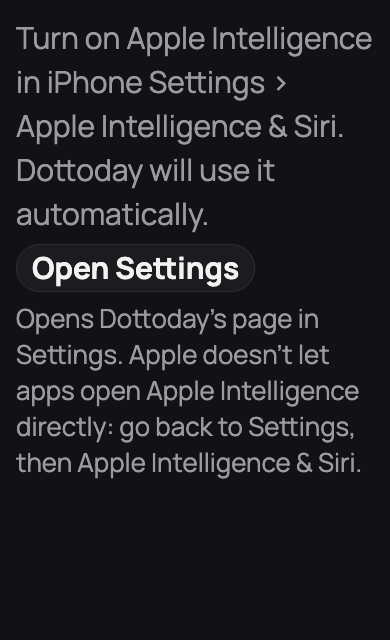 Turn on Apple Intelligence
in iPhone Settings >
Apple Intelligence & Siri.
Dottoday will use it
automatically.
Open Settings
Opens Dottoday’s page in
Settings. Apple doesn’t let
apps open Apple Intelligence
directly: go back to Settings,
then Apple Intelligence & Siri.